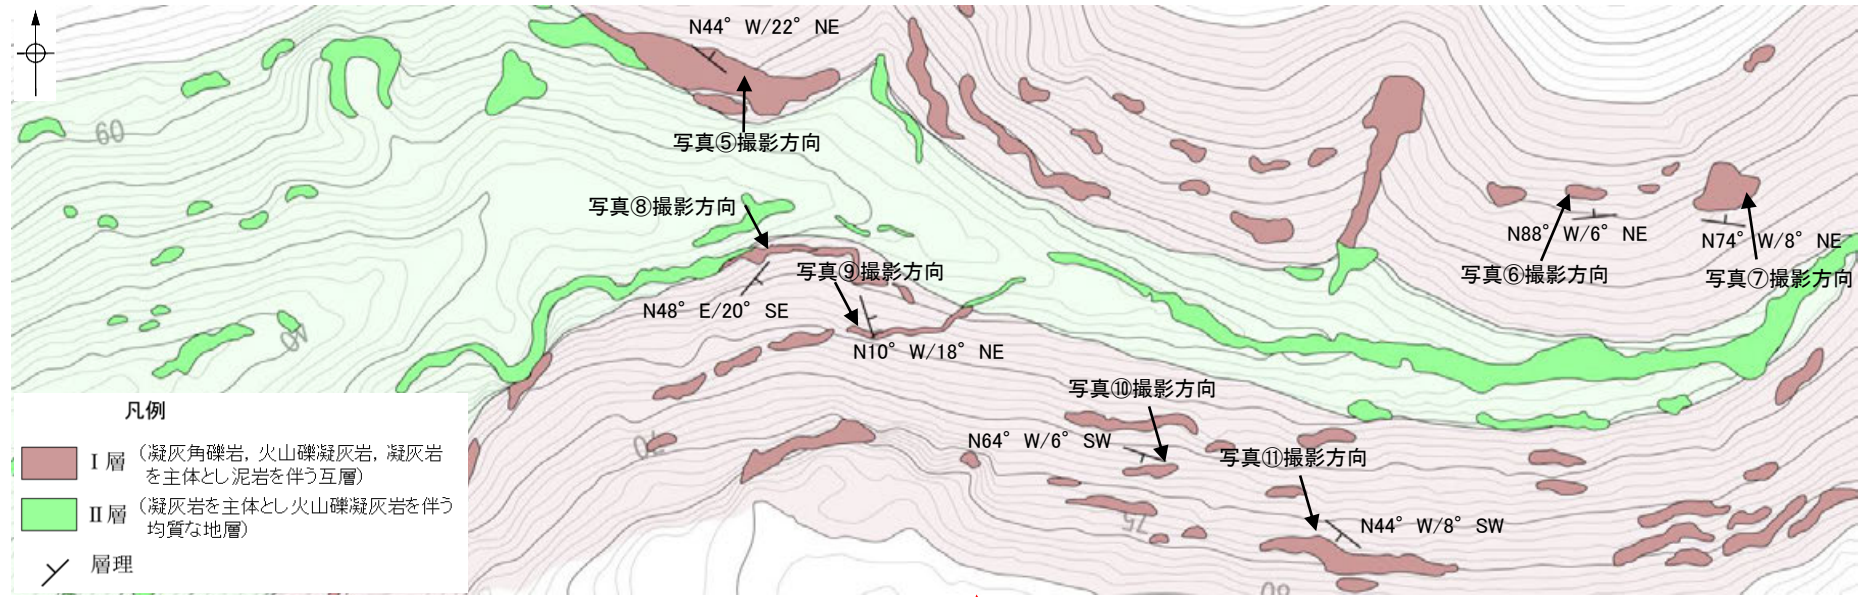 N44° W/22° NE
60
写真⑤撮影方向
写真⑧撮影方向
N88° W/6° NE
N74° W/8° NE
写真⑨撮影方向
写真⑥撮影方向
写真⑦撮影方向
N48° E/20° SE
40
N10° W/18° NE
写真⑩撮影方向
70
N64° W/6° SW
写真⑪撮影方向
75
N44° W/8° SW
80
凡例
Ⅰ層 (凝灰角礫岩,火山礫凝灰岩,凝灰岩
を主体とし泥岩を伴う互層)
Ⅱ層 (凝灰岩を主体とし火山礫凝灰岩を伴う
均質な地層)
層理